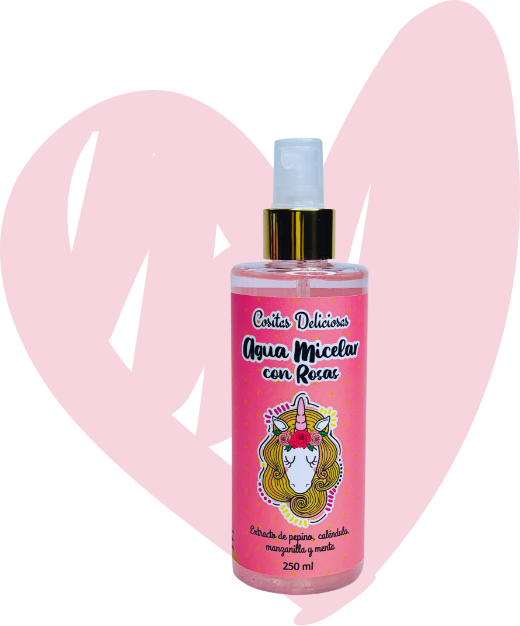 Cositas Deliciosas
Agua Micelar
con Rosas
Extracto de pepino, caléndula,
manzanilla y menta
250 ml